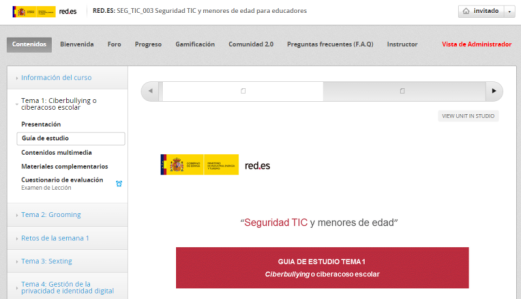 red.es
RED.ES: SEG_TIC_003 Seguridad TIC y menores de edad para educadores
invitado
Contenidos
Bienvenida
Foro
Progreso
Gamificación
Comunidad 2.0
Preguntas frecuentes (F.A.Q)
Instructor
Vista de Administrador
Información del curso
Tema 1: Ciberbullying o
ciberacoso escolar
Presentación
Guía de estudio
Contenidos multimedia
Materiales complementarios
Cuestionario de evaluación
Examen de Lección
Tema 2: Grooming
Retos de la semana 1
Tema 3: Sexting
Tema 4: Gestión de la
privacidad e identidad digital
VIEW UNIT IN STUDIO
red.es
“Seguridad TIC y menores de edad”
GUIA DE ESTUDIO TEMA 1
Ciberbullying o ciberacoso escolar